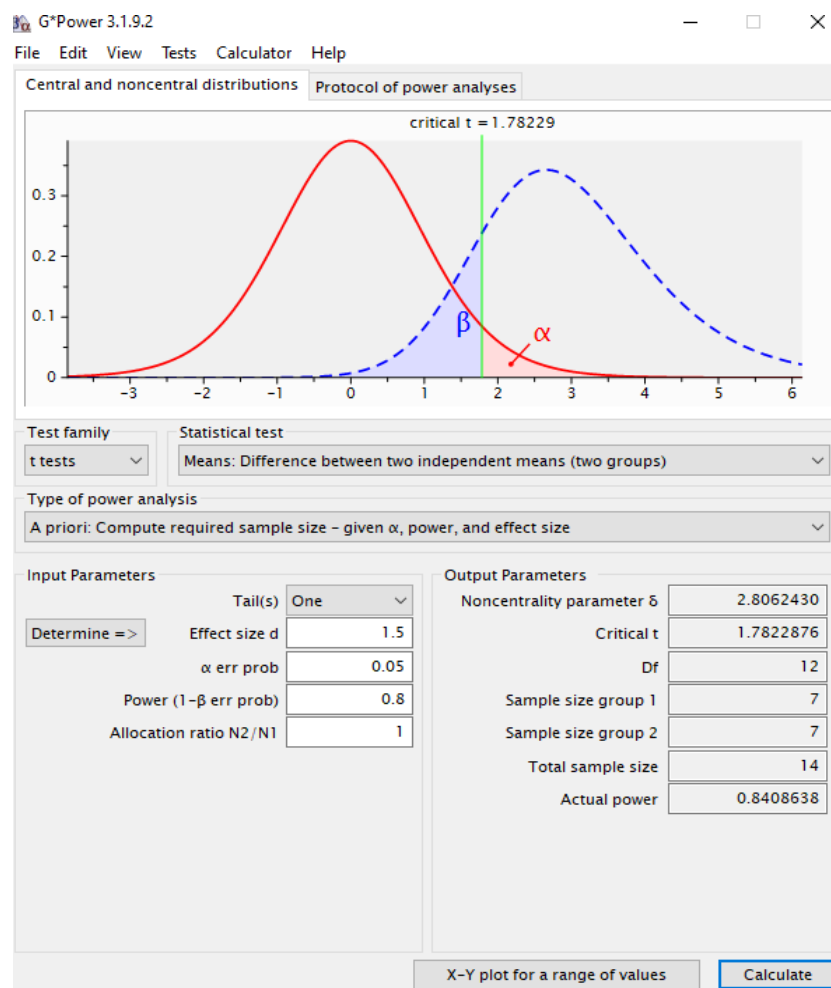 G*Power 3.1.9.2
File Edit View Tests Calculator Help
Central and noncentral distributions Protocol of power analyses
critical t = 1.78229
0.3
0.2
0.1
0
β
α
-3 -2 -1 0 1 2 3 4 5 6
Test family Statistical test
t tests Means: Difference between two independent means (two groups)
Type of power analysis
A priori: Compute required sample size – given α, power, and effect size
Input Parameters
Tail(s) One
Determine => Effect size d 1.5
α err prob 0.05
Power (1-β err prob) 0.8
Allocation ratio N2/N1 1
Output Parameters
Noncentrality parameter δ 2.8062430
Critical t 1.7822876
Df 12
Sample size group 1 7
Sample size group 2 7
Total sample size 14
Actual power 0.8408638
X-Y plot for a range of values Calculate